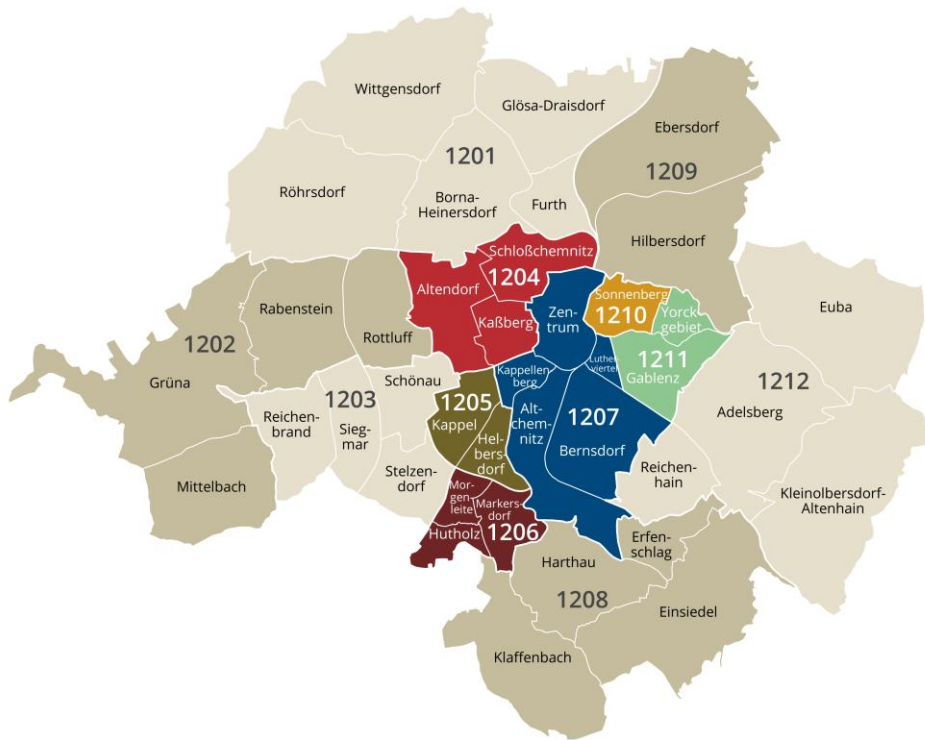 Wittgensdorf
Glösa-Draisdorf
Ebersdorf
1201
1209
Röhrsdorf
Borna-
Heinersdorf
Furth
Hilbersdorf
Schloßchemnitz
1204
Altendorf
Kaßberg
Zen-
trum
Sonnenberg
1210
Yorck
gebiet
Euba
Rabenstein
Rottluff
1202
Grüna
1211
Gablenz
1212
Adelsberg
Kappellen
berg
Luther
viertel
Schönau
1203
Reichen-
brand
Sieg-
mar
1205
Kappel
Hel-
bers-
dorf
Alt-
chem-
nitz
1207
Bernsdorf
Stelzen-
dorf
Reichen-
hain
Kleinolbersdorf-
Altenhain
Mittelbach
Mor-
gen
leite
Markers-
dorf
1206
Hutholz
Erfen-
schlag
Harthau
1208
Einsiedel
Klaffenbach